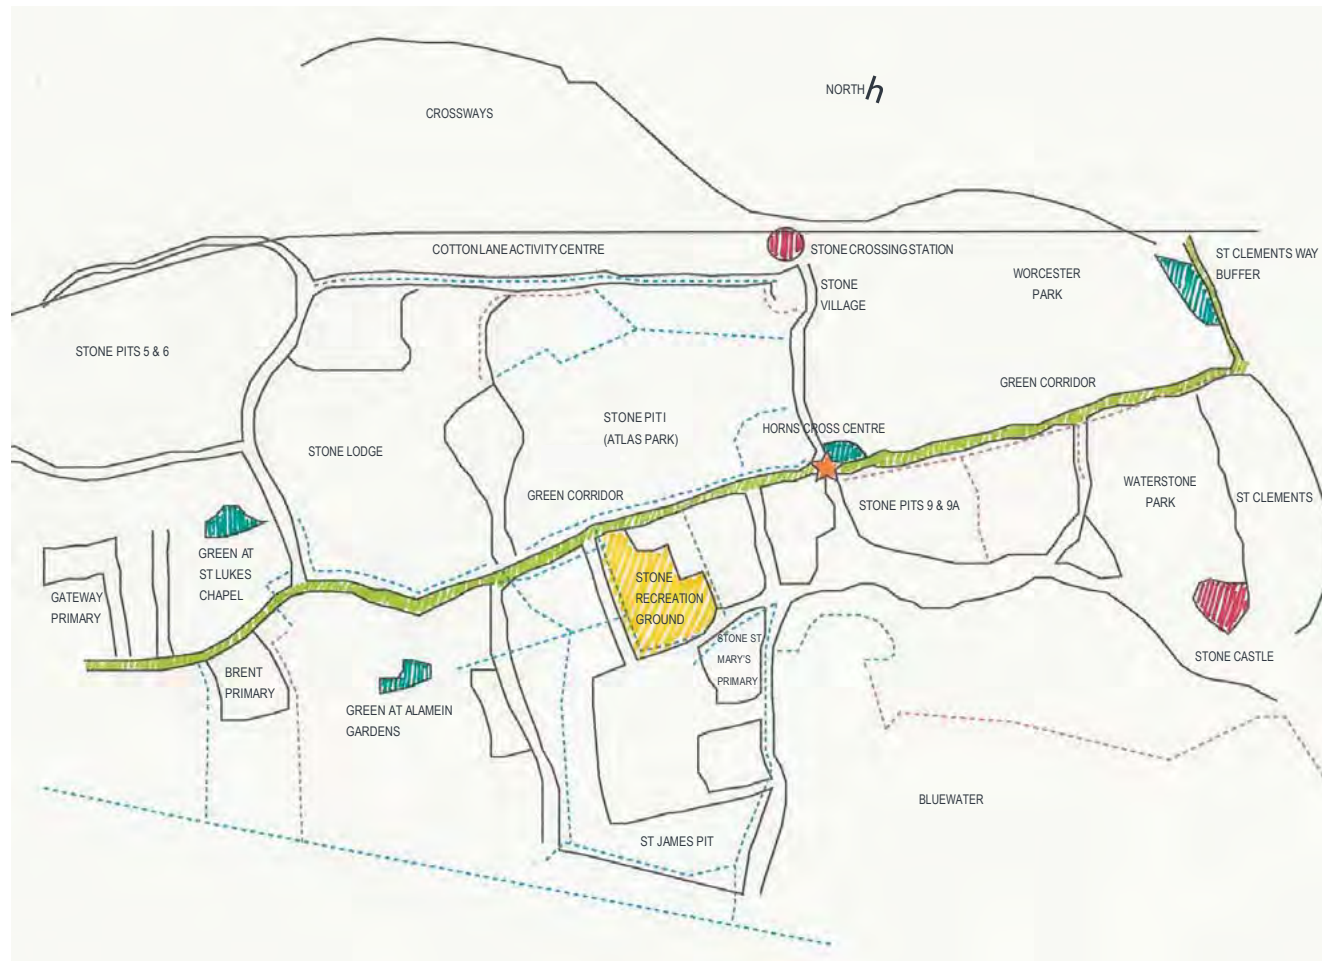 NORTH h
CROSSWAYS
COTTON LANE ACTIVITY CENTRE
STONE CROSSING STATION
ST CLEMENTS WAY
BUFFER
WORCESTER
PARK
STONE
VILLAGE
STONE PITS 5 & 6
GREEN CORRIDOR
STONE PIT I
(ATLAS PARK)
HORNS CROSS CENTRE
STONE LODGE
WATERSTONE
PARK
GREEN CORRIDOR
STONE PITS 9 & 9A
ST CLEMENTS
GREEN AT
ST LUKES
CHAPEL
GATEWAY
PRIMARY
STONE
RECREATION
GROUND
STONE ST
MARY'S
PRIMARY
STONE CASTLE
BRENT
PRIMARY
GREEN AT ALAMEIN
GARDENS
BLUEWATER
ST JAMES PIT